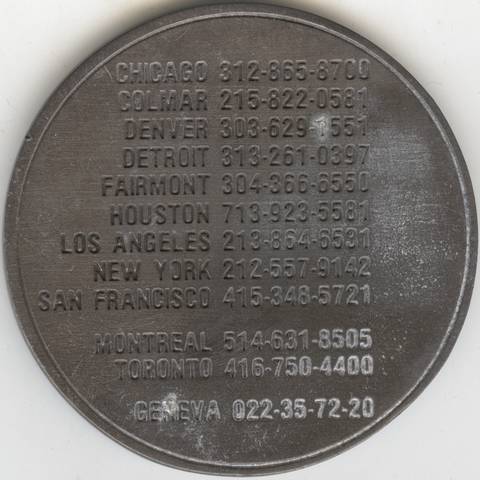 CHICAGO 312-865-8700
COLMAR 215-822-0581
DENVER 303-629-1551
DETROIT 313-261-0397
FAIRMONT 304-366-6550
HOUSTON 713-923-5581
LOS ANGELES 213-864-6531
NEW YORK 212-557-9142
SAN FRANCISCO 415-348-5721
MONTREAL 514-631-8505
TORONTO 416-750-4400
GENEVA 022-35-72-20